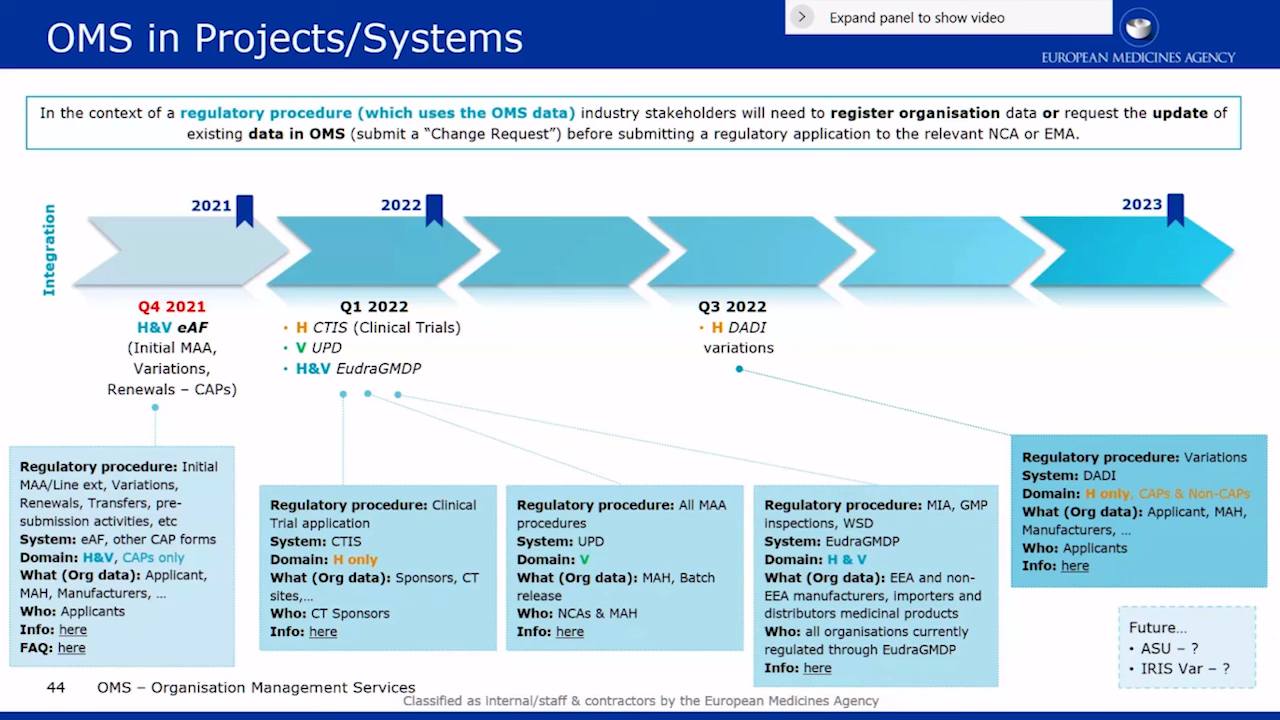 OMS in Projects/Systems
Expand panel to show video
EUROPEAN MEDICINES AGENCY
In the context of a regulatory procedure (which uses the OMS data) industry stakeholders will need to register organisation data or request the update of
existing data in OMS (submit a “Change Request”) before submitting a regulatory application to the relevant NCA or EMA.
Integration
2021
2022
2023
Q4 2021
H&V eAF
(Initial MAA,
Variations,
Renewals – CAPs)
Q1 2022
• H CTIS (Clinical Trials)
• V UPD
• H&V EudraGMDP
Q3 2022
• H DADI
variations
Regulatory procedure: Initial
MAA/Line ext, Variations,
Renewals, Transfers, pre-
submission activities, etc
System: eAF, other CAP forms
Domain: H&V, CAPs only
What (Org data): Applicant,
MAH, Manufacturers, ...
Who: Applicants
Info: here
FAQ: here
Regulatory procedure: Clinical
Trial application
System: CTIS
Domain: H only
What (Org data): Sponsors, CT
sites,...
Who: CT Sponsors
Info: here
Regulatory procedure: All MAA
procedures
System: UPD
Domain: V
What (Org data): MAH, Batch
release
Who: NCAs & MAH
Info: here
Regulatory procedure: MIA, GMP
inspections, WSD
System: EudraGMDP
Domain: H & V
What (Org data): EEA and non-
EEA manufacturers, importers and
distributors medicinal products
Who: all organisations currently
regulated through EudraGMDP
Info: here
Regulatory procedure: Variations
System: DADI
Domain: H only, CAPs & Non-CAPs
What (Org data): Applicant, MAH,
Manufacturers, ...
Who: Applicants
Info: here
Future...
• ASU – ?
• IRIS Var – ?
44 OMS – Organisation Management Services
Classified as internal/staff & contractors by the European Medicines Agency